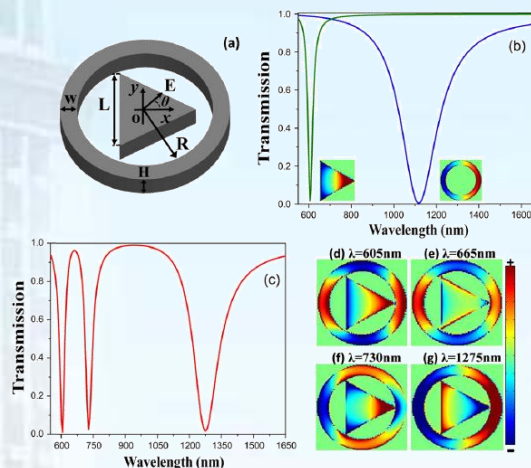 (a)
w
L
y
E
θ
o
x
R
H
Transmission
1.0
0.8
0.6
0.4
0.2
0.0
(b)
600 800 1000 1200 1400 1600
Wavelength (nm)
Transmission
1.0
0.8
0.6
0.4
0.2
0.0
(c)
600 750 900 1050 1200 1350 1500 1650
Wavelength (nm)
(d) λ=605nm (e) λ=665nm
(f) λ=730nm (g) λ=1275nm
+
-